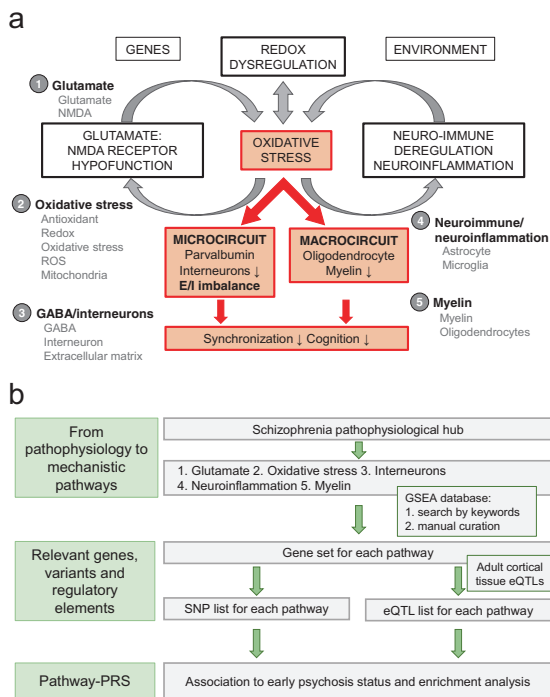 a
GENES
REDOX
DYSREGULATION
ENVIRONMENT
1 Glutamate
Glutamate
NMDA
GLUTAMATE:
NMDA RECEPTOR
HYPOFUNCTION
OXIDATIVE
STRESS
NEURO-IMMUNE
DEREGULATION
NEUROINFLAMMATION
2 Oxidative stress
Antioxidant
Redox
Oxidative stress
ROS
Mitochondria
MICROCIRCUIT
Parvalbumin
Interneurons ↓
E/I imbalance
MACROCIRCUIT
Oligodendrocyte
Myelin ↓
4 Neuroimmune/
neuroinflammation
Astrocyte
Microglia
3 GABA/interneurons
GABA
Interneuron
Extracellular matrix
Synchronization ↓ Cognition ↓
5 Myelin
Myelin
Oligodendrocytes
b
From
pathophysiology to
mechanistic
pathways
Schizophrenia pathophysiological hub
1. Glutamate 2. Oxidative stress 3. Interneurons
4. Neuroinflammation 5. Myelin
GSEA database:
1. search by keywords
2. manual curation
Relevant genes,
variants and
regulatory
elements
Gene set for each pathway
Adult cortical
tissue eQTLs
SNP list for each pathway
eQTL list for each pathway
Pathway-PRS
Association to early psychosis status and enrichment analysis